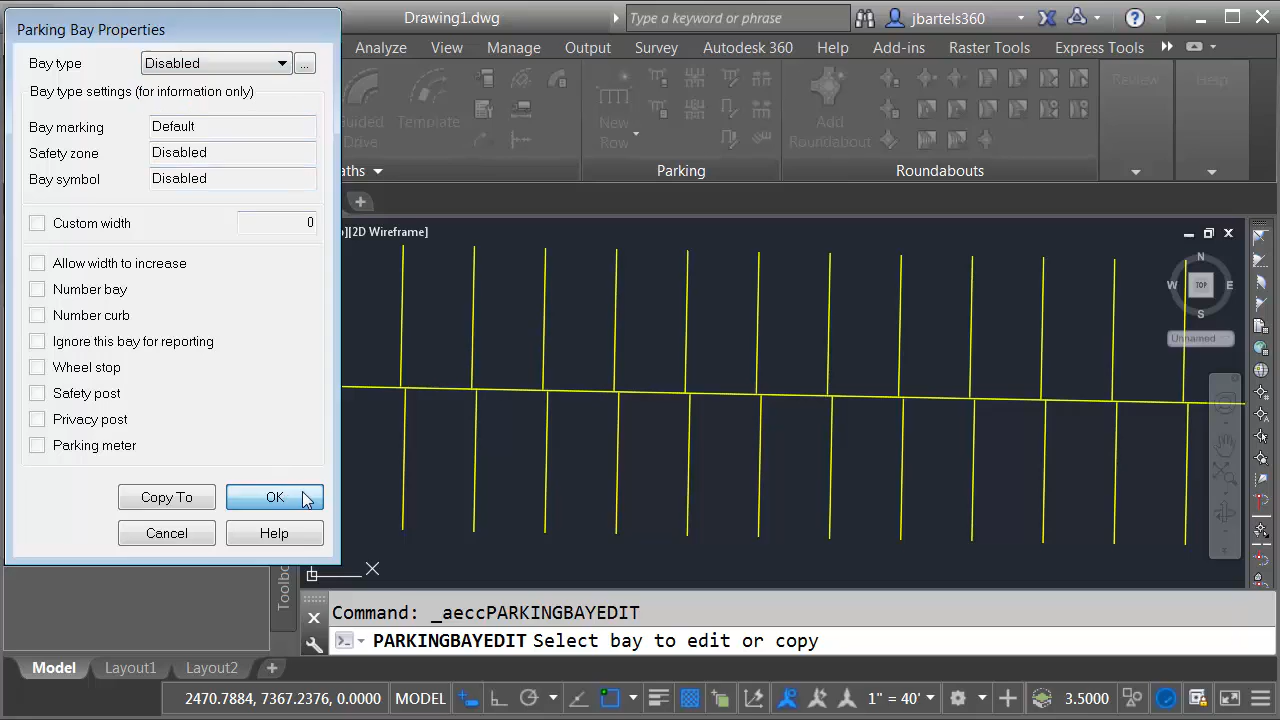 Parking Bay Properties
Drawing1.dwg
Type a keywords or phrase
jbartels360
Analyze
View
Manage
Output
Survey
Autodesk 360
Help
Add-ins
Raster Tools
Express Tools
Bay type
Disabled
...
Bay type settings (for information only)
Bay marking
Default
Safety zone
Disabled
Bay symbol
Disabled
Custom width
0
Allow width to increase
Number bay
Number curb
Ignore this bay for reporting
Wheel stop
Safety post
Privacy post
Parking meter
Copy To
OK
Cancel
Help
Guided
Drive
Template
New
Row
Add
Roundabout
Review
Help
aths
Parking
Roundabouts
][2D Wireframe]
N
W
TOP
E
S
Unnamed
Toolbo
Command: _aeccPARKINGBAYEDIT
PARKINGBAYEDIT Select bay to edit or copy
Model
Layout1
Layout2
2470.7884, 7367.2376, 0.0000
MODEL
1" = 40'
3.5000